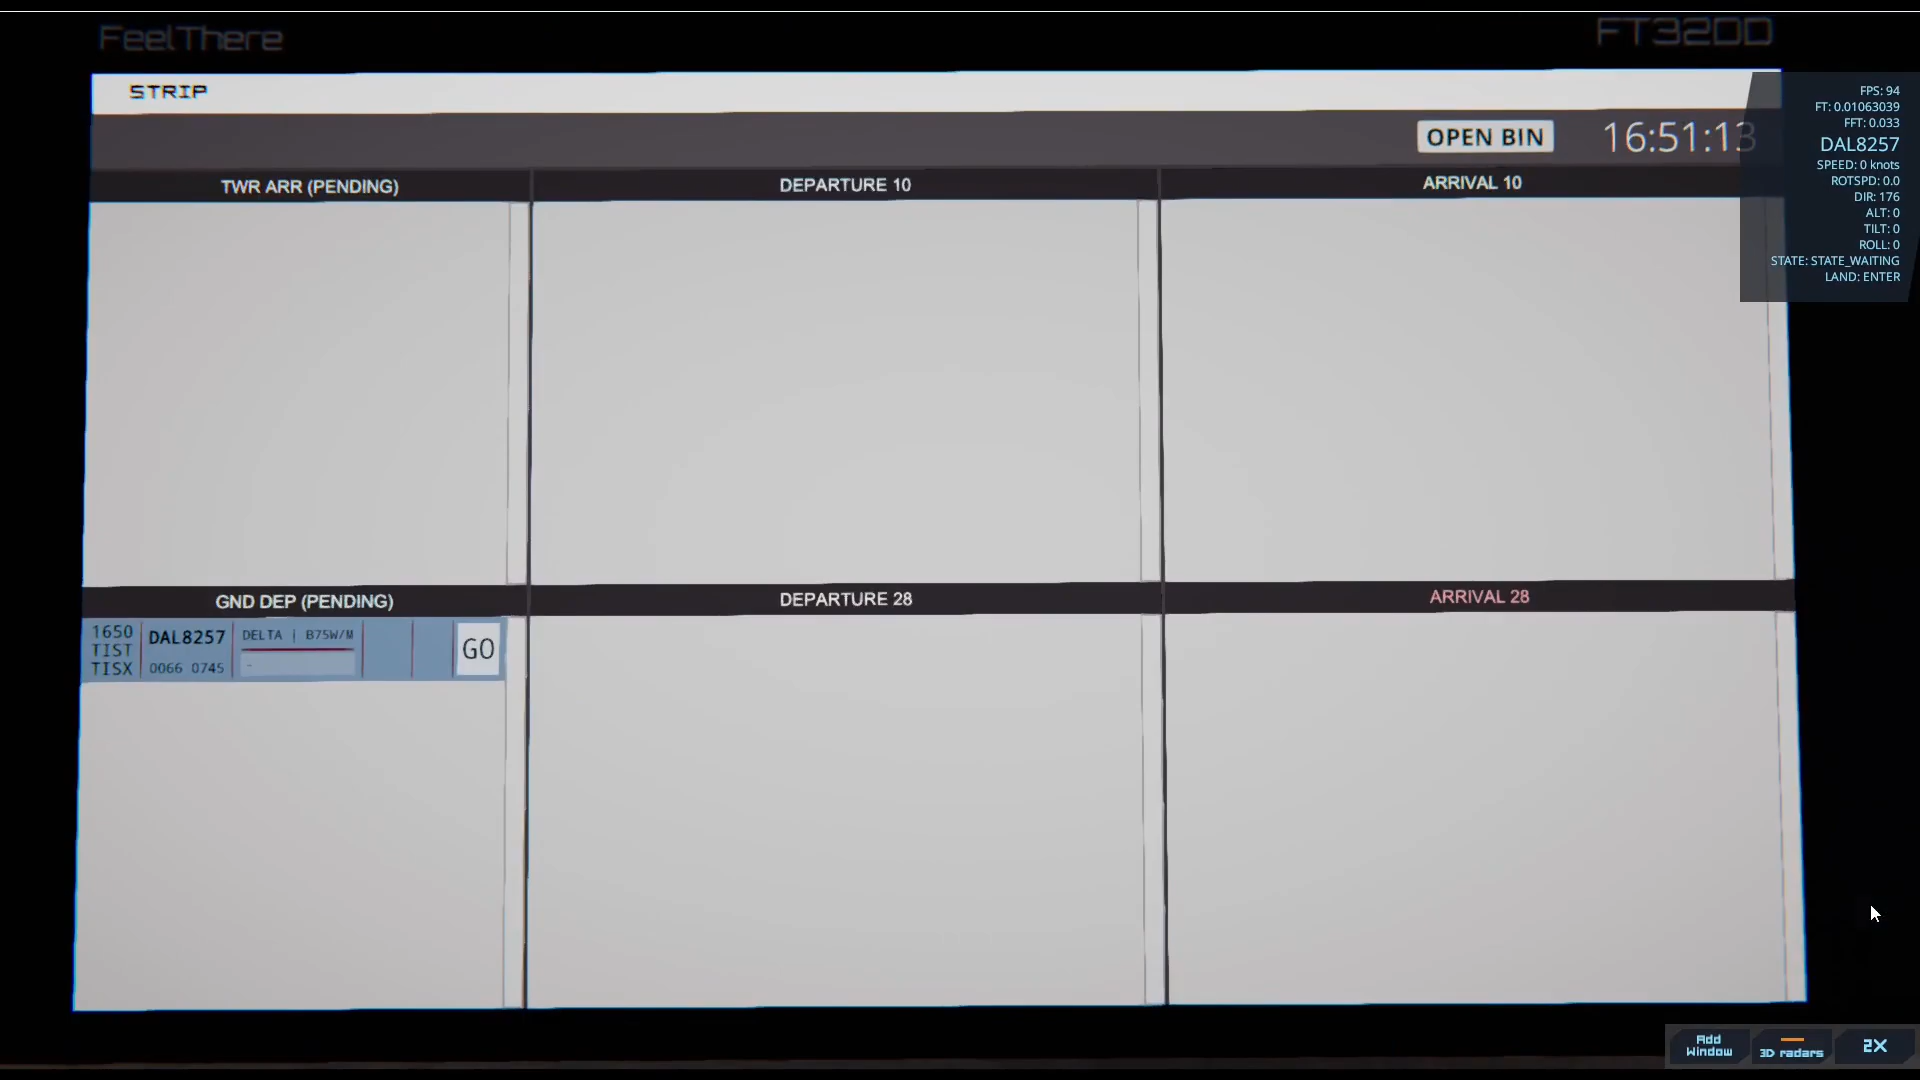 FeelThere
FT32DD
STRIP
OPEN BIN
16:51:13
TWR ARR (PENDING)
DEPARTURE 10
ARRIVAL 10
GND DEP (PENDING)
DEPARTURE 28
ARRIVAL 28
1650
TIST
TISX
DAL8257
0066 0745
DELTA | B75W/M
-
GO
FPS: 94
FT: 0.01063039
FFT: 0.033
DAL8257
SPEED: 0 knots
ROTSPD: 0.0
DIR: 176
ALT: 0
TILT: 0
ROLL: 0
STATE: STATE_WAITING
LAND: ENTER
Add
Window
3D radars
2X